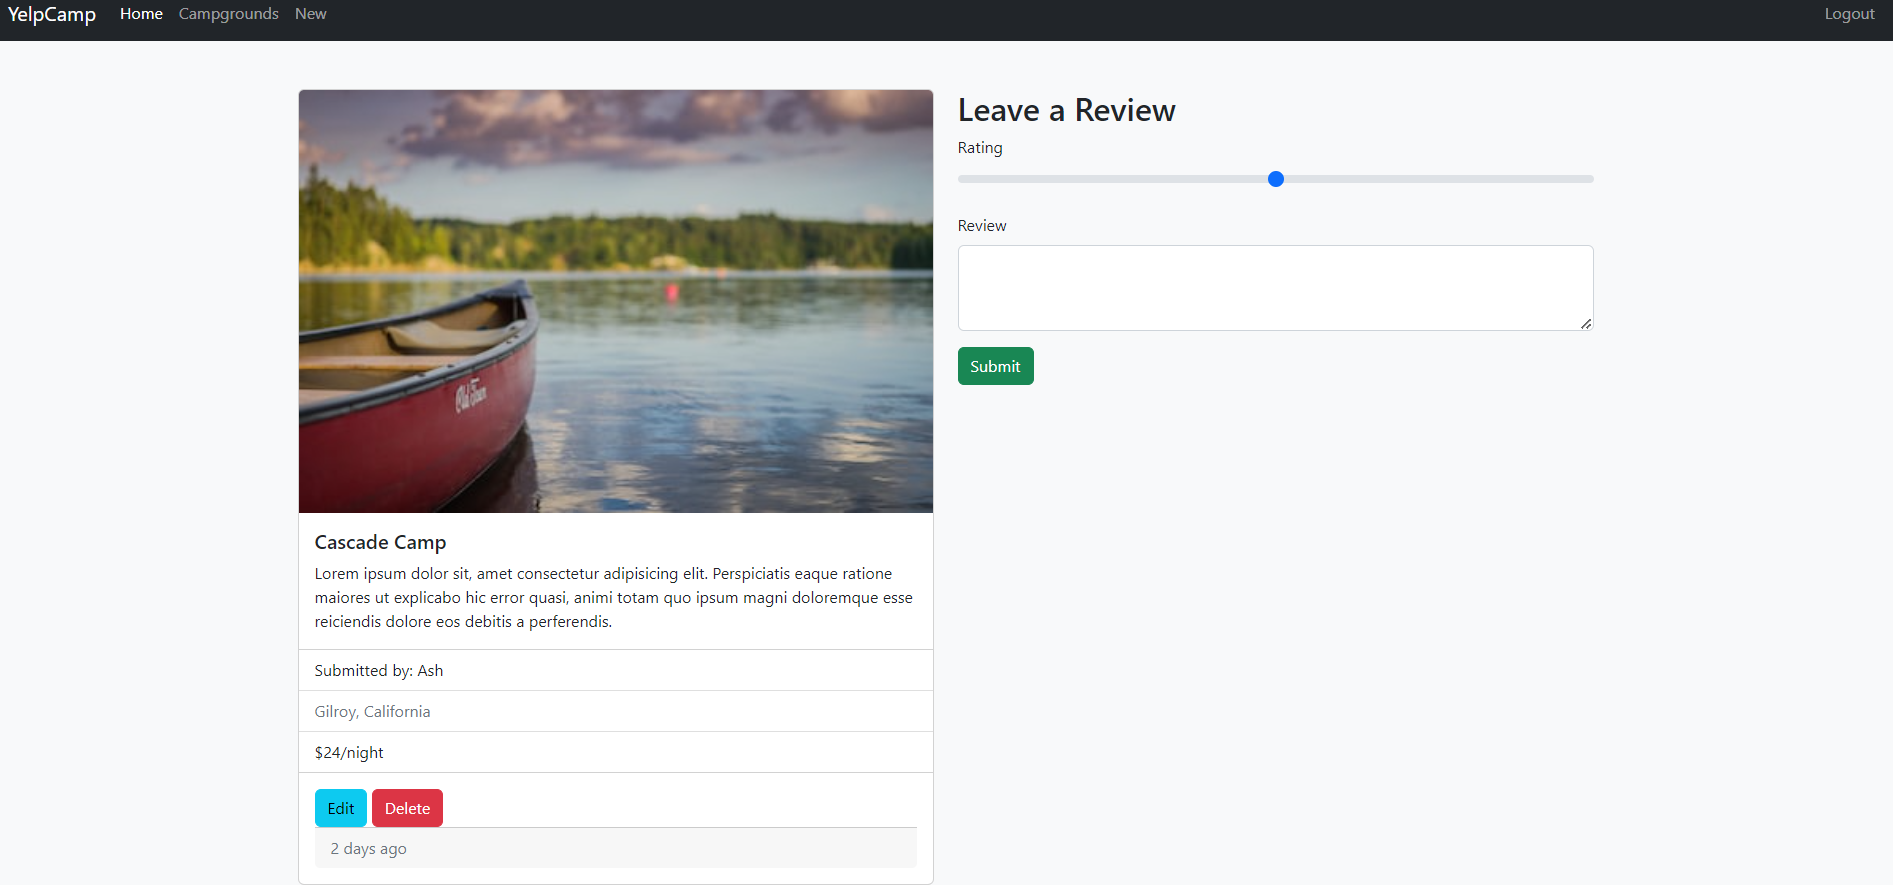 YelpCamp Home Campgrounds New Logout
Old Town
Cascade Camp
Lorem ipsum dolor sit, amet consectetur adipisicing elit. Perspiciatis eaque ratione
maiores ut explicabo hic error quasi, animi totam quo ipsum magni doloremque esse
reiciendis dolore eos debitis a perferendis.
Submitted by: Ash
Gilroy, California
$24/night
Edit Delete
2 days ago
Leave a Review
Rating
Review
Submit